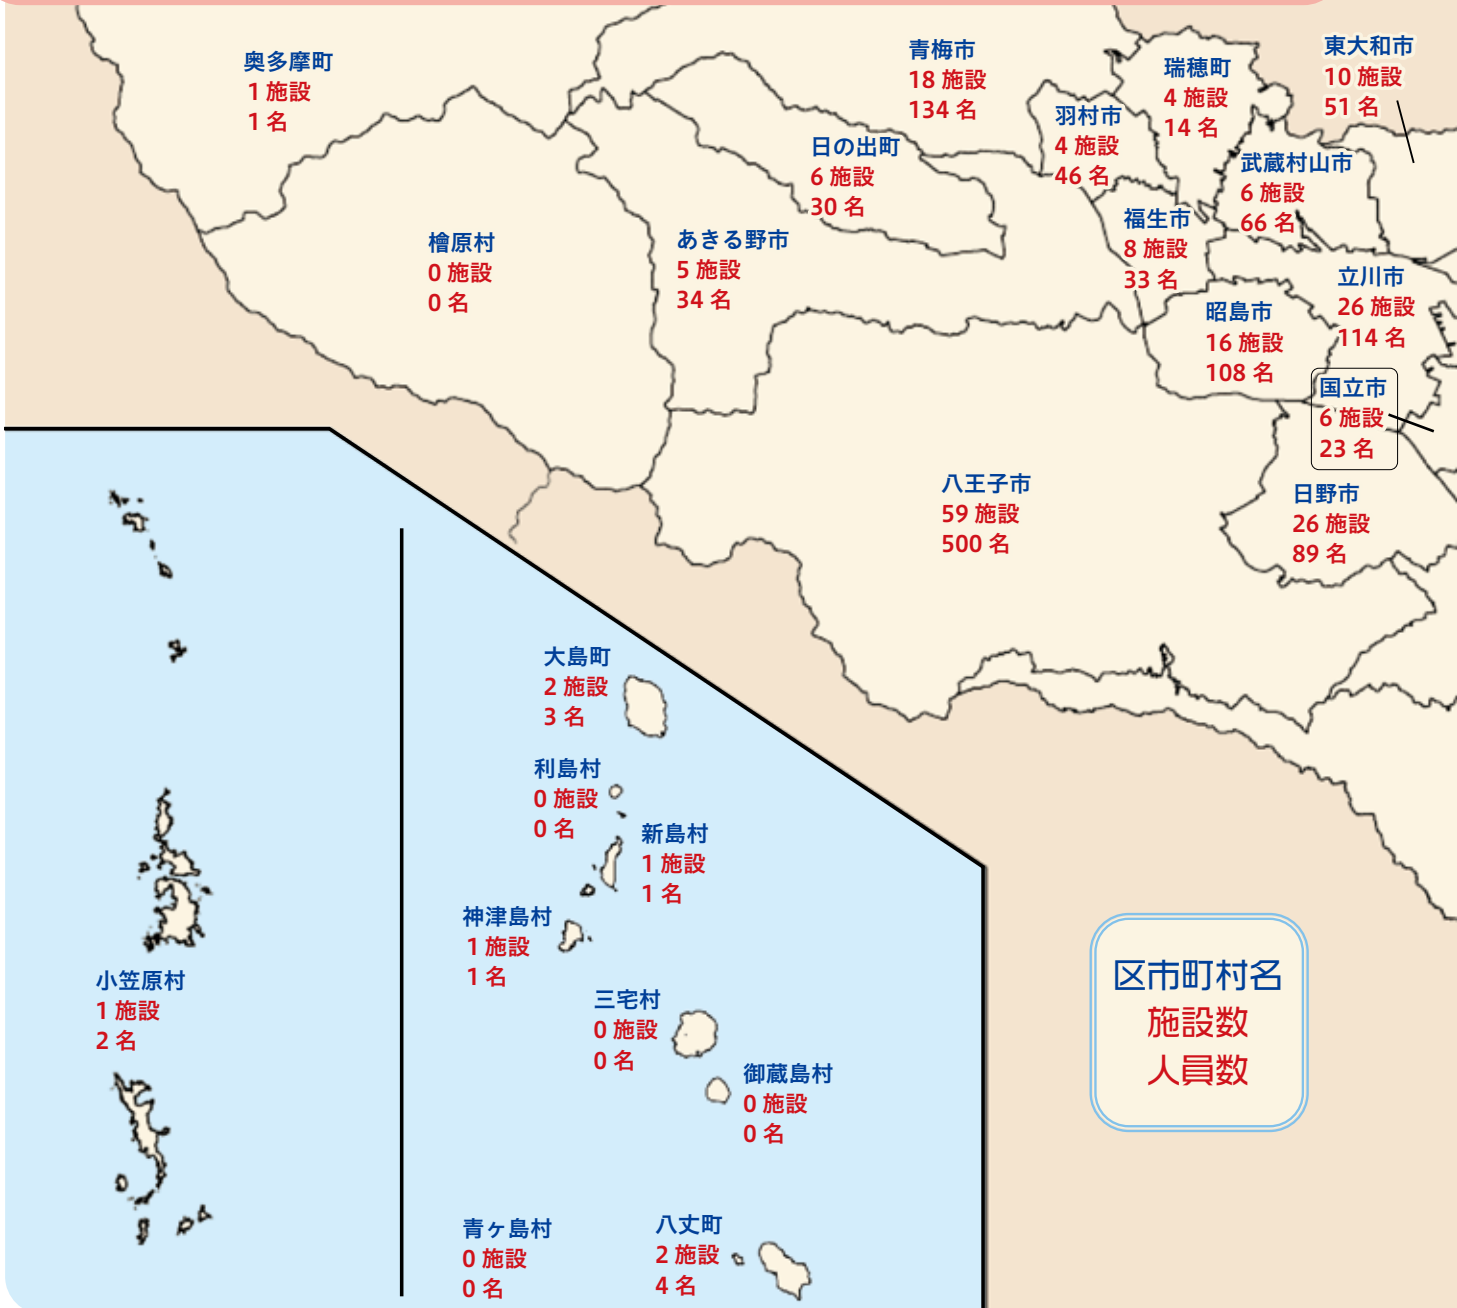 奥多摩町
1 施設
1 名
青梅市
18 施設
134 名
瑞穂町
4 施設
14 名
東大和市
10 施設
51 名
羽村市
4 施設
46 名
日の出町
6 施設
30 名
武蔵村山市
6 施設
66 名
檜原村
0 施設
0 名
あきる野市
5 施設
34 名
福生市
8 施設
33 名
立川市
26 施設
114 名
昭島市
16 施設
108 名
国立市
6 施設
23 名
八王子市
59 施設
500 名
日野市
26 施設
89 名
大島町
2 施設
3 名
利島村
0 施設
0 名
新島村
1 施設
1 名
神津島村
1 施設
1 名
小笠原村
1 施設
2 名
三宅村
0 施設
0 名
御蔵島村
0 施設
0 名
青ヶ島村
0 施設
0 名
八丈町
2 施設
4 名
区市町村名
施設数
人員数